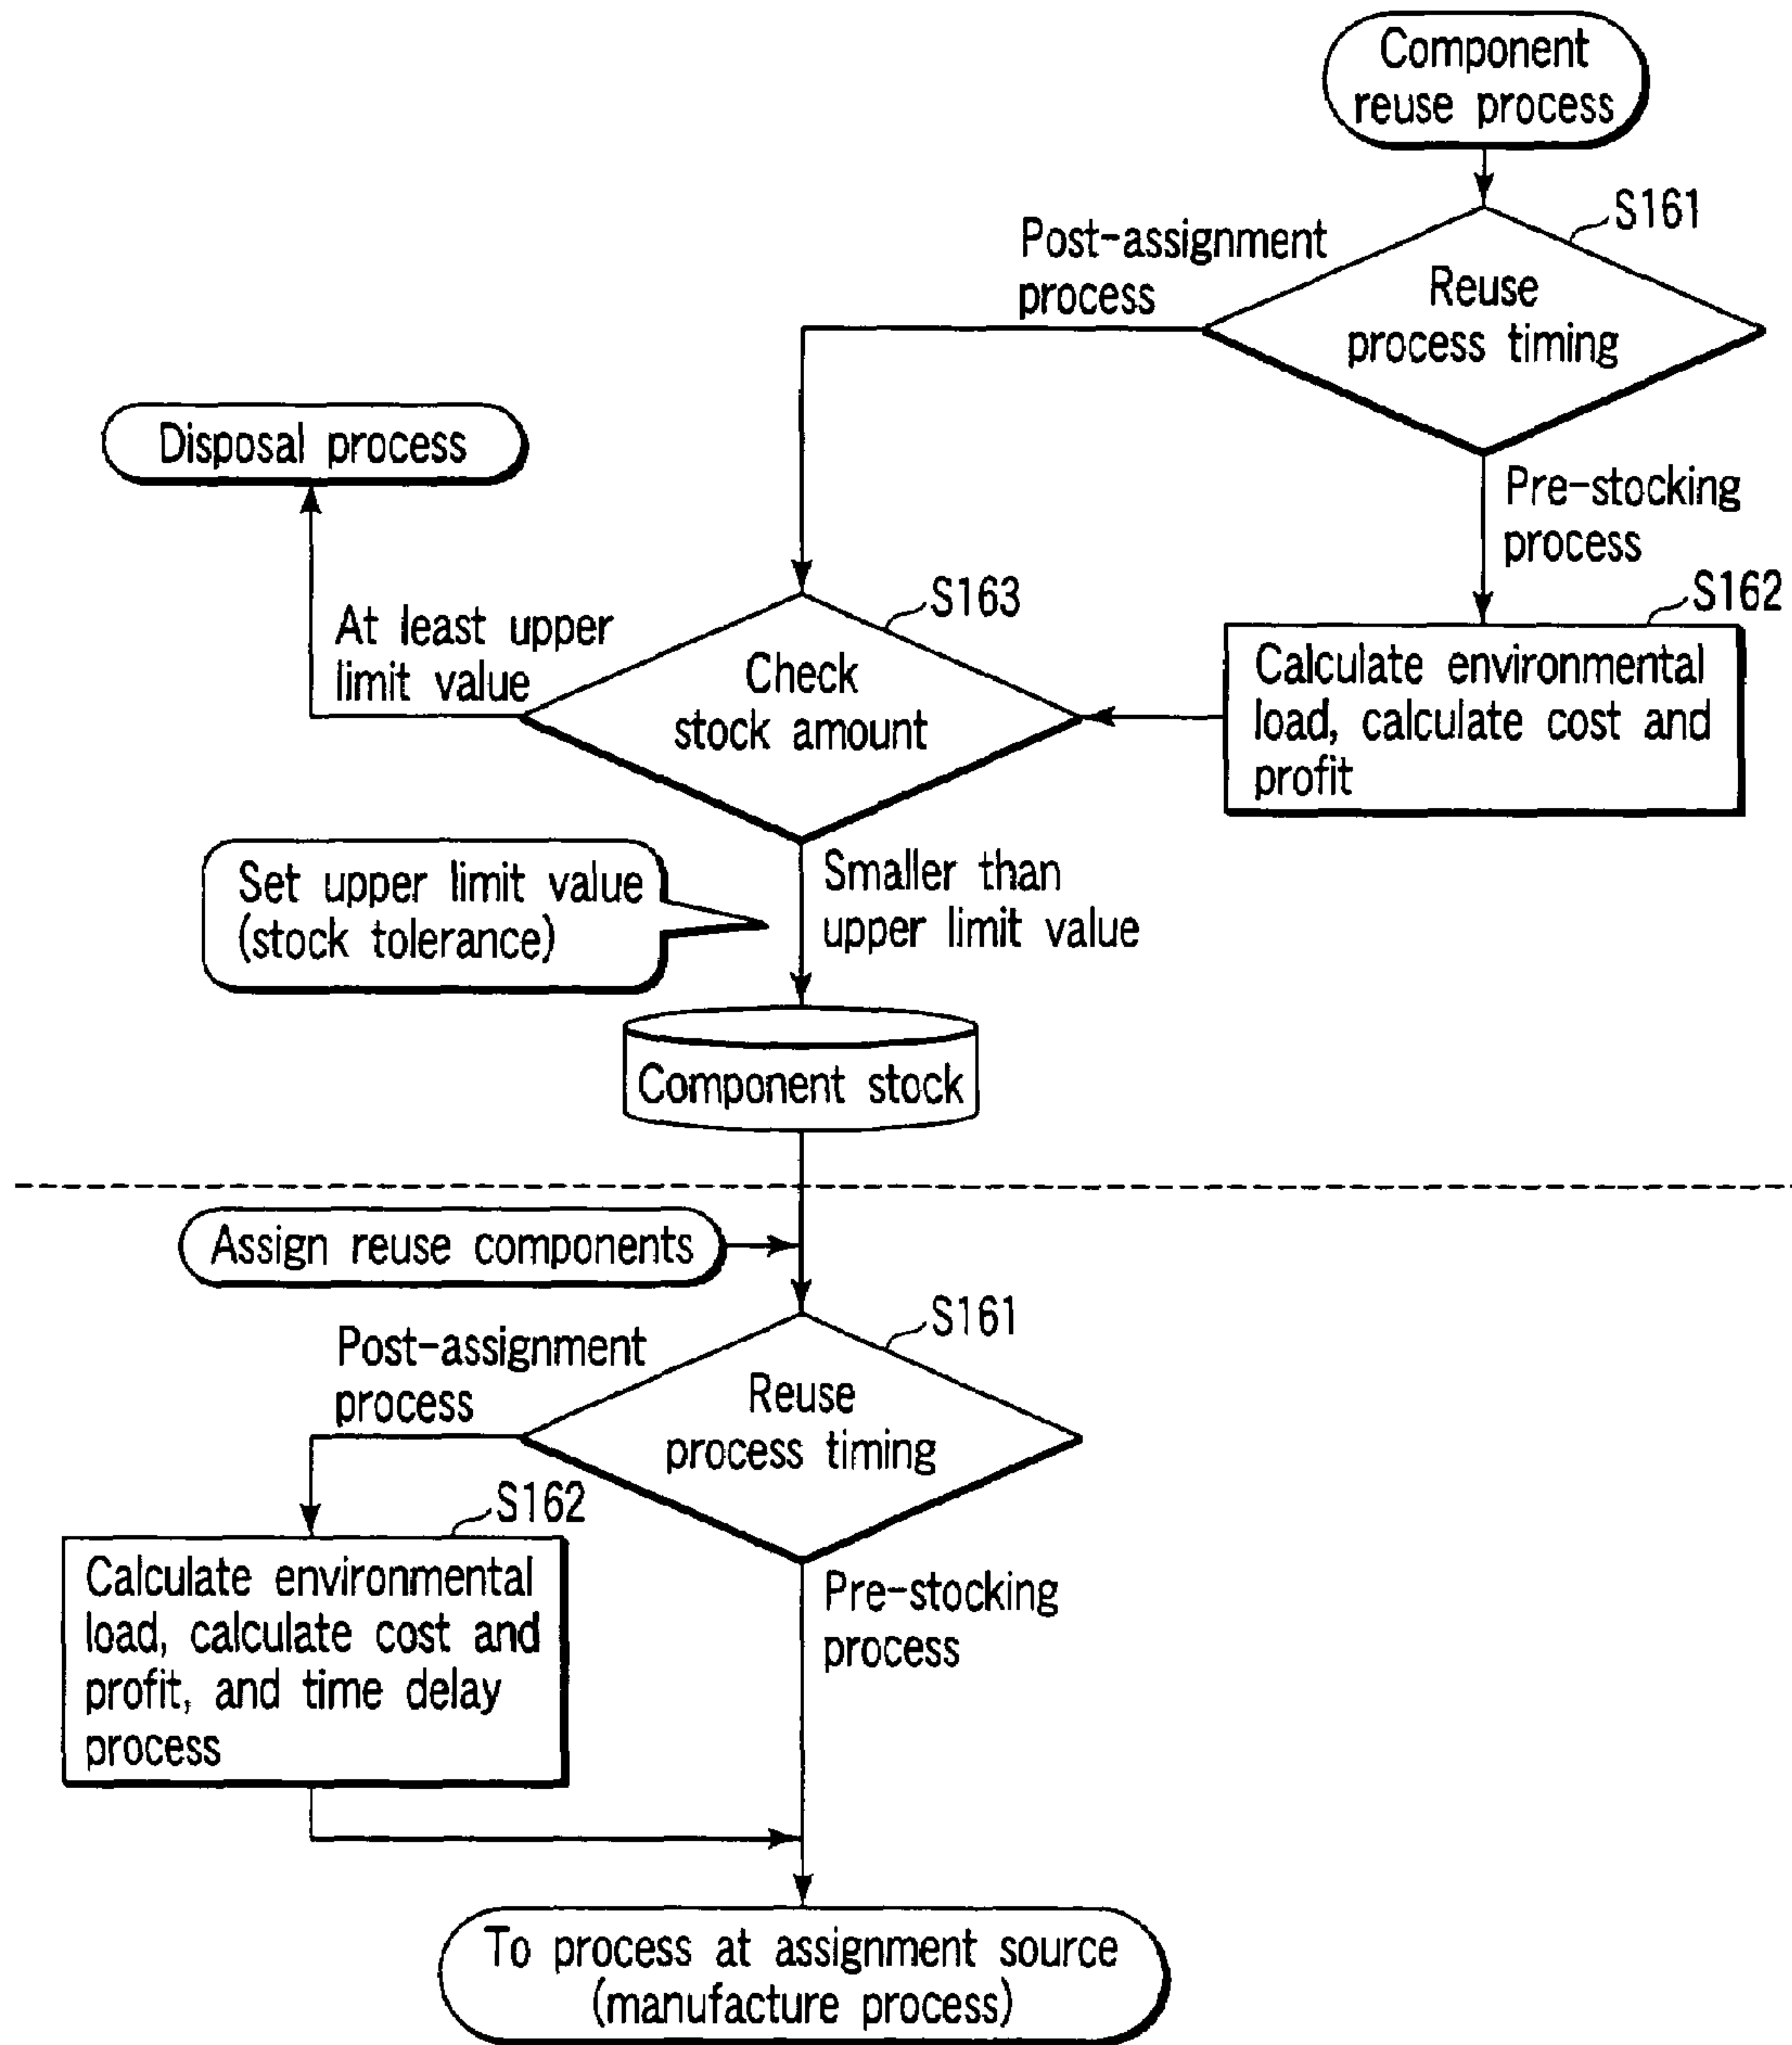 Component
reuse process
S161
Post-assignment
process
Reuse
process timing
Disposal process
Pre-stocking
process
S163
S162
At least upper
limit value
Check
stock amount
Calculate environmental
load, calculate cost and
profit
Set upper limit value
(stock tolerance)
Smaller than
upper limit value
Component stock
Assign reuse components
S161
Post-assignment
process
Reuse
process timing
S162
Calculate environmental
load, calculate cost and
profit, and time delay
process
Pre-stocking
process
To process at assignment source
(manufacture process)